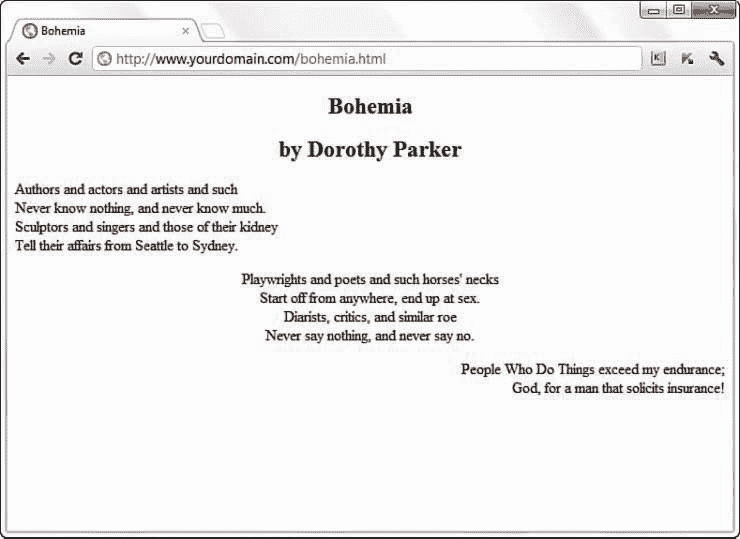 Bohemia
http://www.yourdomain.com/bohemia.html
Bohemia
by Dorothy Parker
Authors and actors and artists and such
Never know nothing, and never know much.
Sculptors and singers and those of their kidney
Tell their affairs from Seattle to Sydney.
Playwrights and poets and such horses' necks
Start off from anywhere, end up at sex.
Diarists, critics, and similar roe
Never say nothing, and never say no.
People Who Do Things exceed my endurance;
God, for a man that solicits insurance!